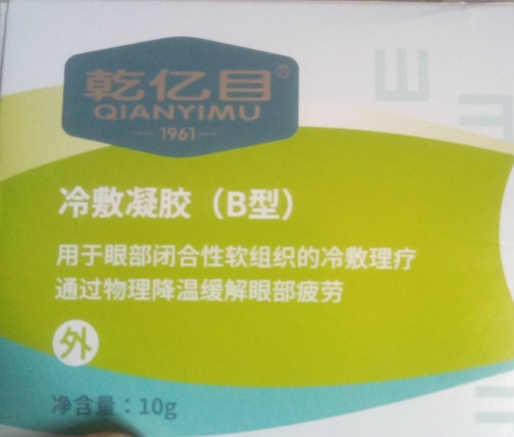 乾亿目®
QIANYIMU
1961
冷敷凝胶（B型）
用于眼部闭合性软组织的冷敷理疗
通过物理降温缓解眼部疲劳
外
净含量：10g